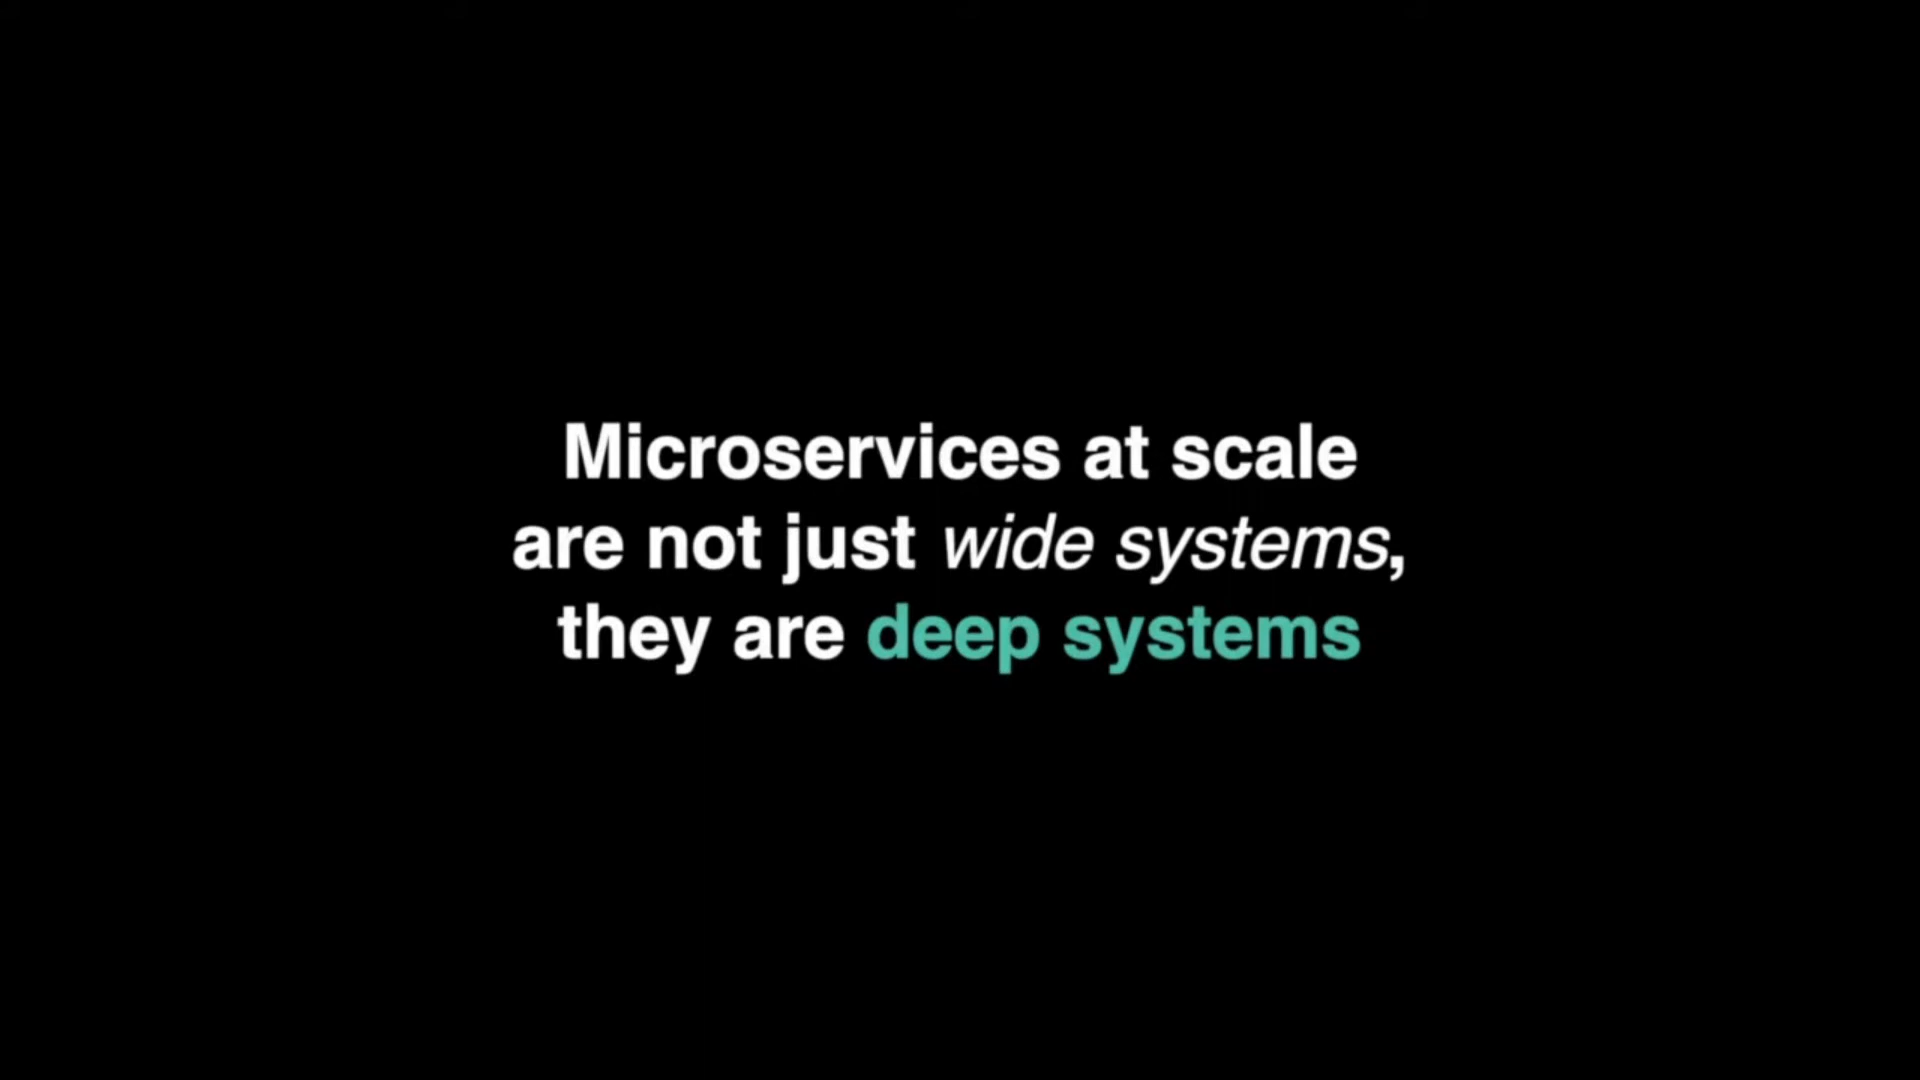 Microservices at scale
are not just wide systems,
they are deep systems